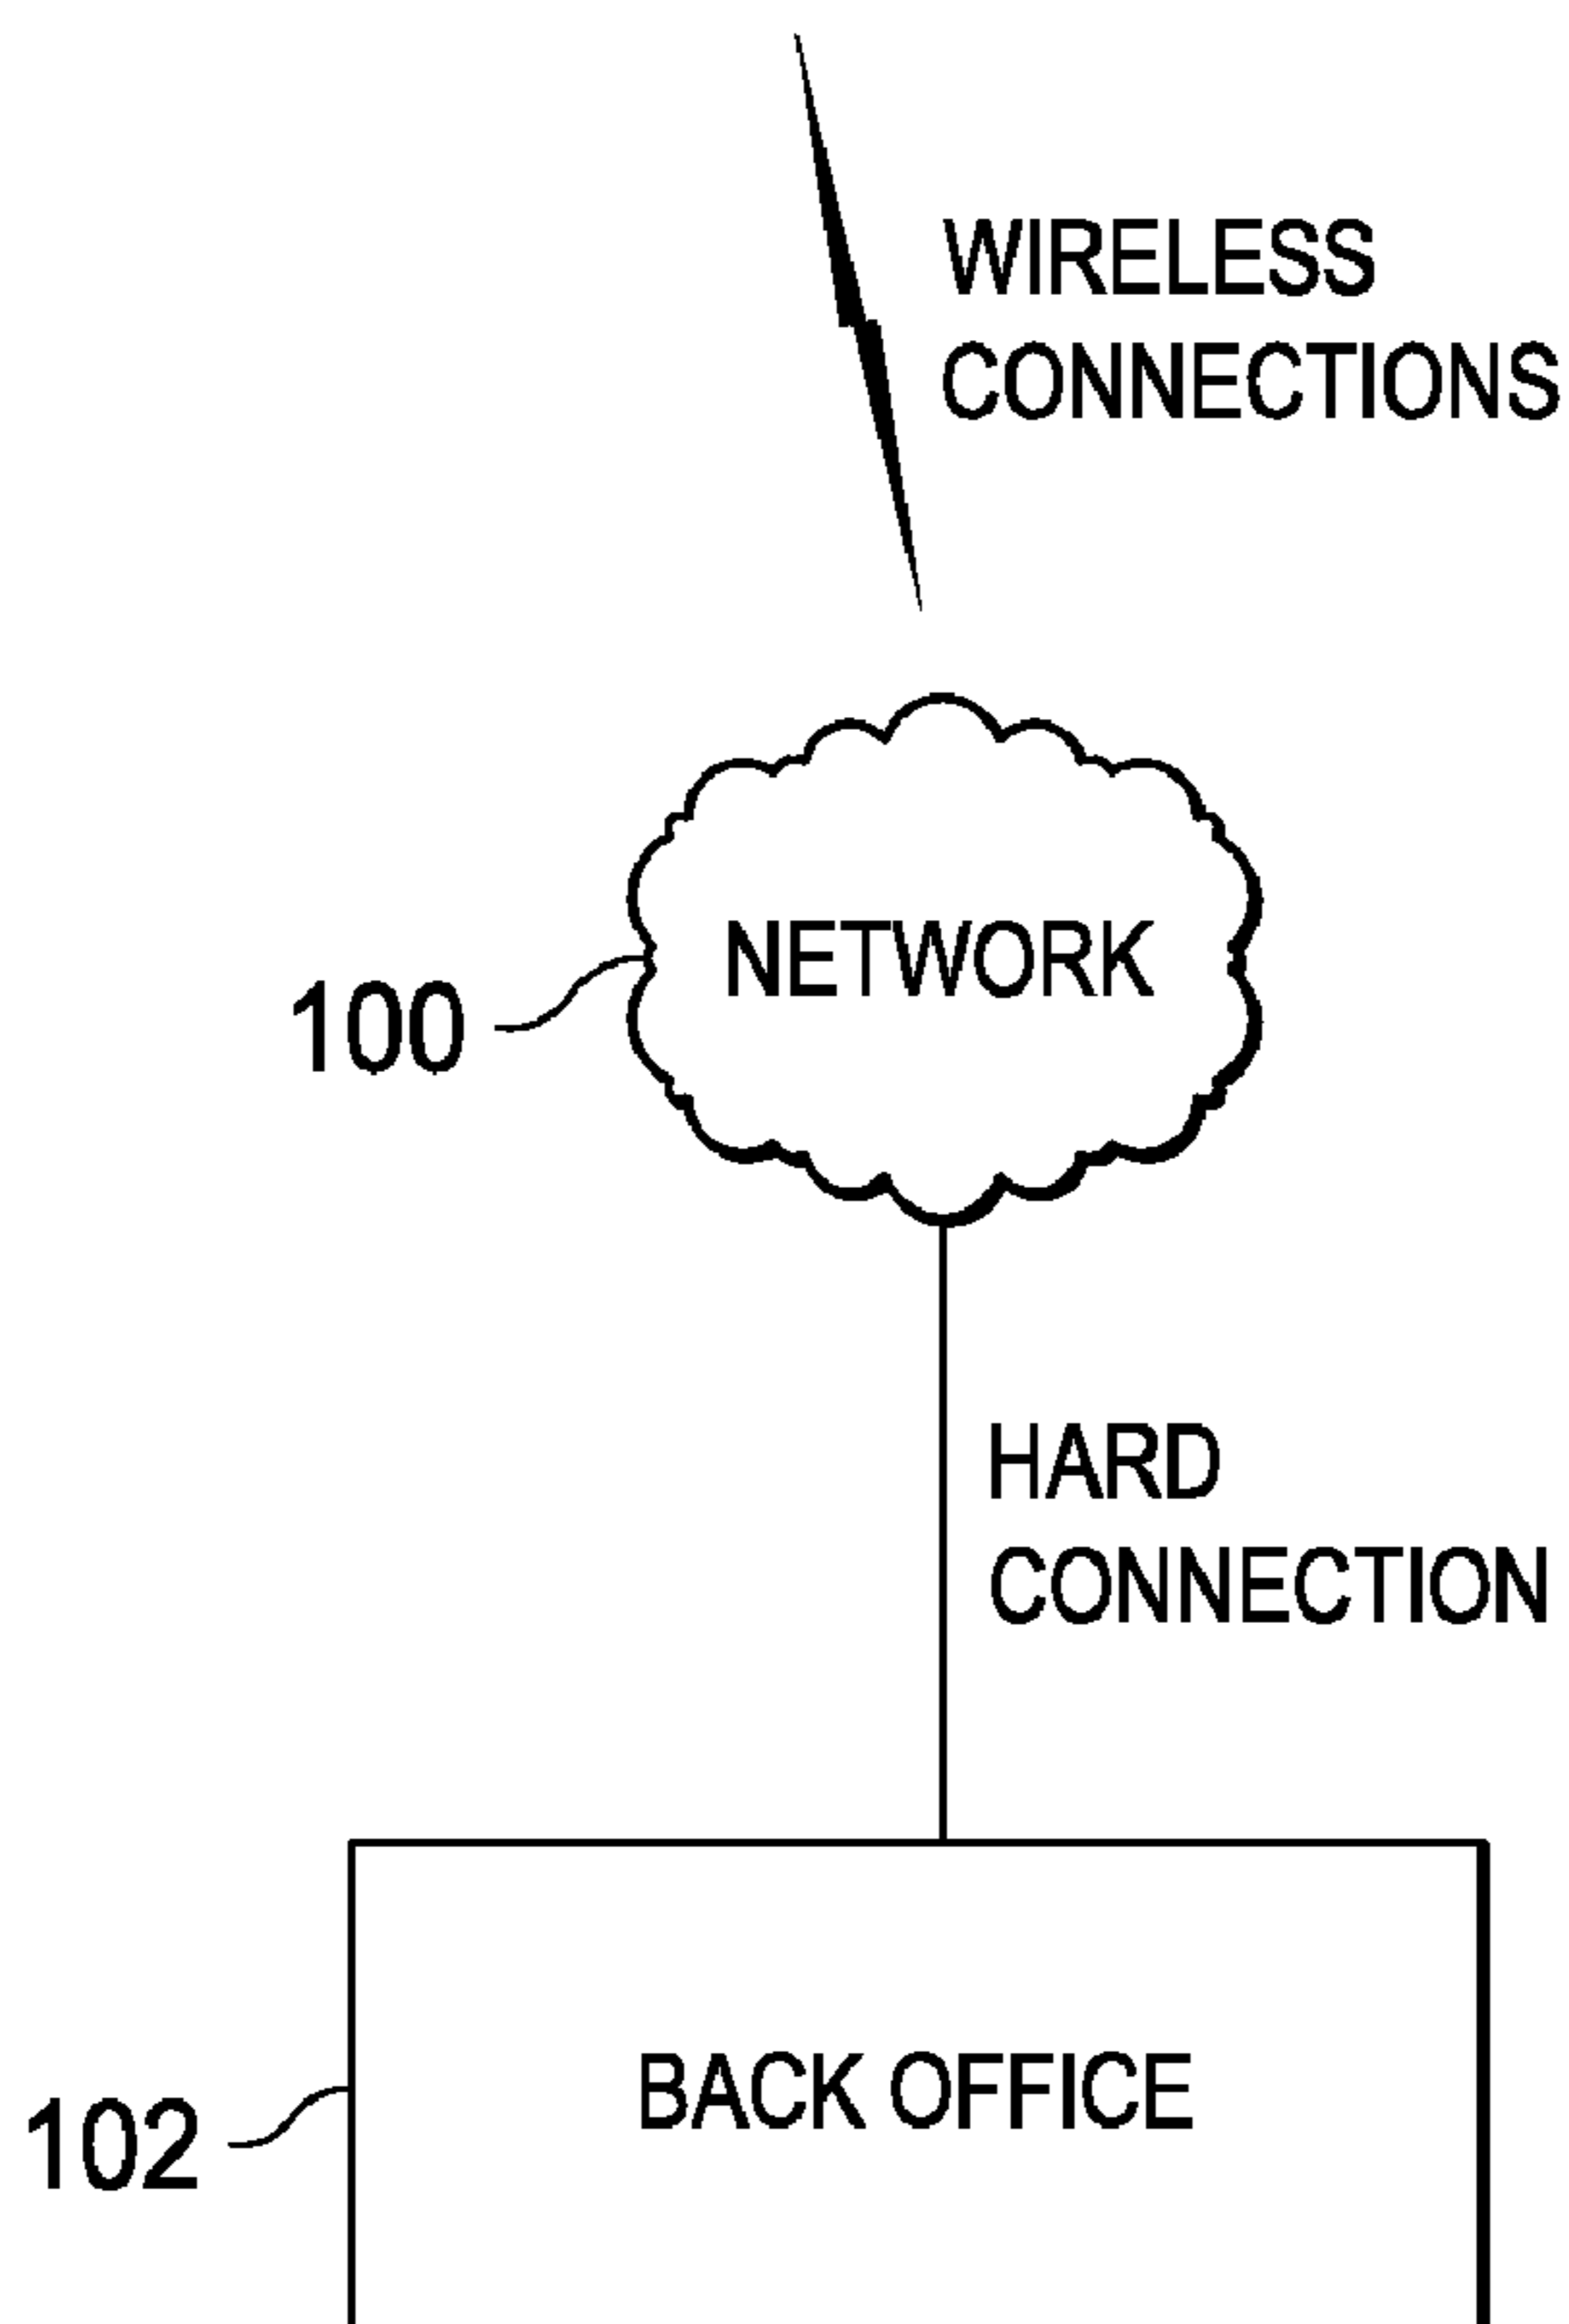 WIRELESS
CONNECTIONS
NETWORK
100
HARD
CONNECTION
BACK OFFICE
102